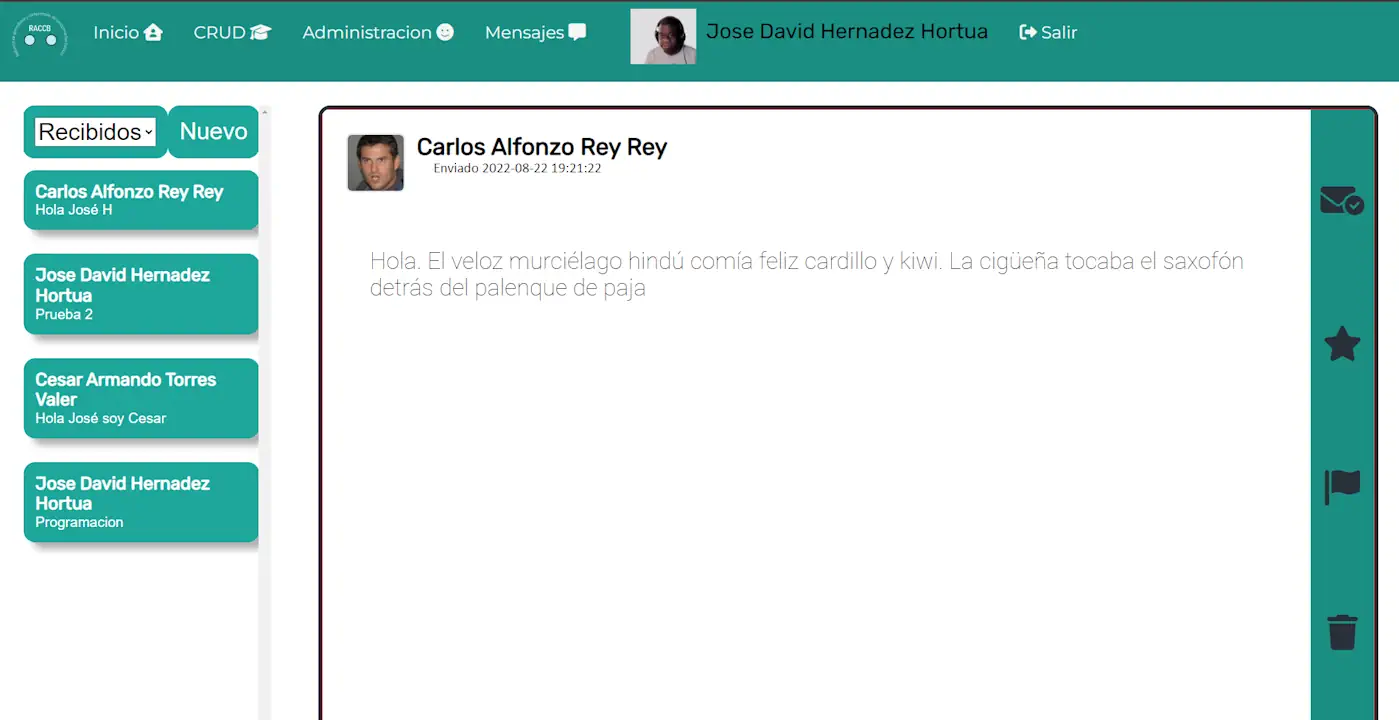 RACCB
Inicio
CRUD
Administracion
Mensajes
Jose David Hernadez Hortua
Salir
Recibidos
Nuevo
Carlos Alfonzo Rey Rey
Hola José H
Jose David Hernadez
Hortua
Prueba 2
Cesar Armando Torres
Valer
Hola José soy Cesar
Jose David Hernadez
Hortua
Programacion
Carlos Alfonzo Rey Rey
Enviado 2022-08-22 19:21:22
Hola. El veloz murciélago hindú comía feliz cardillo y kiwi. La cigüeña tocaba el saxofón
detrás del palenque de paja